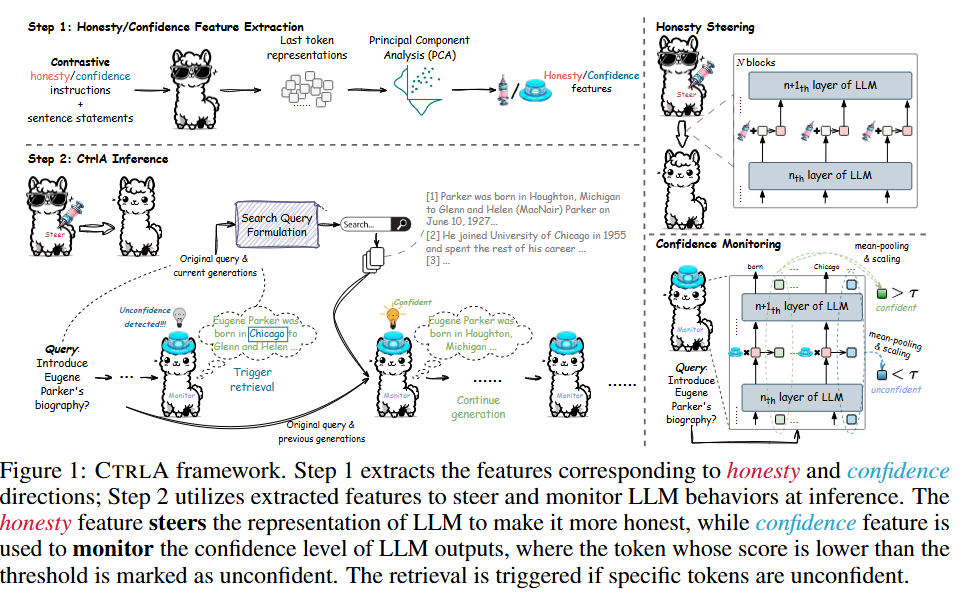 Step 1: Honesty/Confidence Feature Extraction
Contrastive
honesty/confidence
instructions
+
sentence statements
Last token
representations
......
Principal Component
Analysis (PCA)
/
Honesty/Confidence
features
Step 2: CtrlA Inference
Steer
Search Query
Formulation
Search...
[1] Parker was born in Houghton, Michigan
to Glenn and Helen (MacNair) Parker on
June 10, 1927...
[2] He joined University of Chicago in 1955
and spent the rest of his career ...
[3] ...
Original query &
current generations
Unconfidence
detected!!!
Eugene Parker was
born in Chicago to
Glenn and Helen ...
Confident
Eugene Parker was
born in Houghton,
Michigan ...
Query:
Introduce
Eugene
Parker's
biography?
...
Monitor
Trigger
retrieval
Monitor
......
Continue
generation
Monitor
......
Original query &
previous generations
Honesty Steering
Steer
N blocks
n+1th layer of LLM
+
+
+
nth layer of LLM
Confidence Monitoring
mean-pooling
& scaling
born ... Chicago ...
...
n+1th layer of LLM
> τ
confident
Monitor
× ×
mean-pooling
& scaling
< τ
unconfident
Query:
Introduce
Eugene
Parker's
biography?
nth layer of LLM
...
Figure 1: CTRLA framework. Step 1 extracts the features corresponding to honesty and confidence
directions; Step 2 utilizes extracted features to steer and monitor LLM behaviors at inference. The
honesty feature steers the representation of LLM to make it more honest, while confidence feature is
used to monitor the confidence level of LLM outputs, where the token whose score is lower than the
threshold is marked as unconfident. The retrieval is triggered if specific tokens are unconfident.